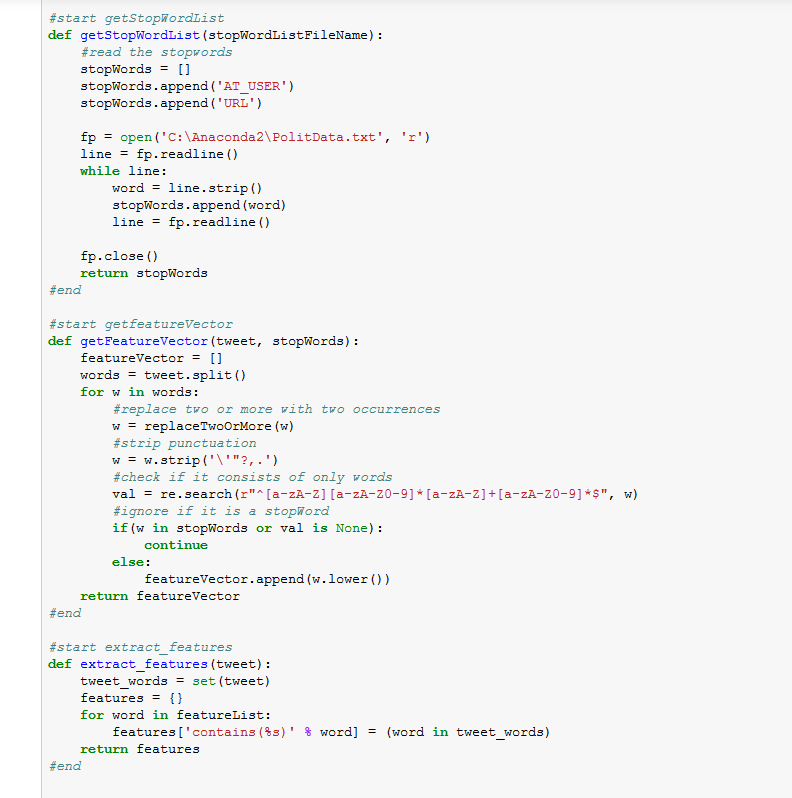 #start getStopWordList
def getStopWordList(stopWordListFileName):
    #read the stopwords
    stopWords = []
    stopWords.append('AT_USER')
    stopWords.append('URL')

    fp = open('C:\Anaconda2\PolitData.txt', 'r')
    line = fp.readline()
    while line:
        word = line.strip()
        stopWords.append(word)
        line = fp.readline()

    fp.close()
    return stopWords
#end

#start getfeatureVector
def getFeatureVector(tweet, stopWords):
    featureVector = []
    words = tweet.split()
    for w in words:
        #replace two or more with two occurrences
        w = replaceTwoOrMore(w)
        #strip punctuation
        w = w.strip('\'"?,.')
        #check if it consists of only words
        val = re.search(r"^[a-zA-Z][a-zA-Z0-9]*[a-zA-Z]+[a-zA-Z0-9]*$", w)
        #ignore if it is a stopWord
        if(w in stopWords or val is None):
            continue
        else:
            featureVector.append(w.lower())
    return featureVector
#end

#start extract_features
def extract_features(tweet):
    tweet_words = set(tweet)
    features = {}
    for word in featureList:
        features['contains(%s)' % word] = (word in tweet_words)
    return features
#end